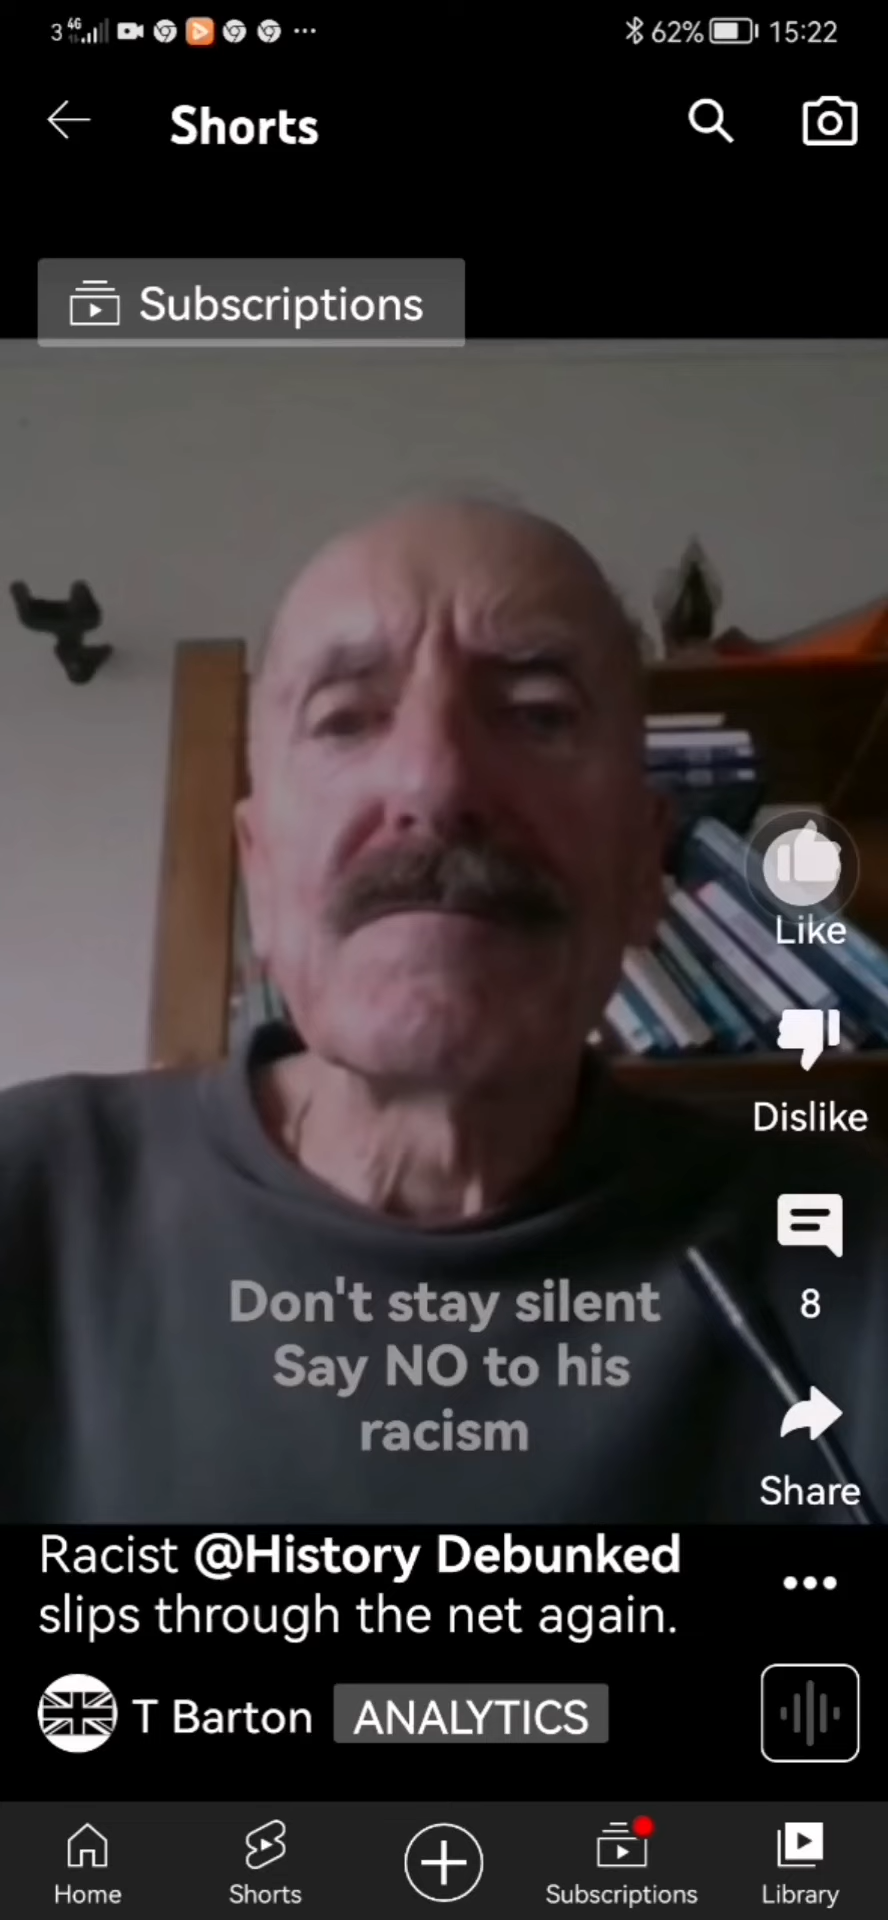 3 4G 62% 15:22
Shorts
Subscriptions
Like
Dislike
8
Don't stay silent
Say NO to his
racism
Share
Racist @History Debunked
slips through the net again.
T Barton ANALYTICS
Home Shorts Subscriptions Library